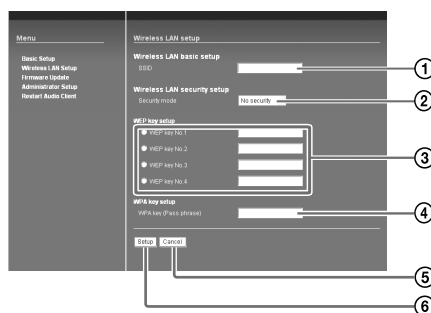 Menu
Basic Setup
Wireless LAN Setup
Firmware Update
Administrator Setup
Restart Audio Client
Wireless LAN setup
Wireless LAN basic setup
SSID
1
Wireless LAN security setup
Security mode
No security
2
WEP key setup
WEP key No.1
WEP key No.2
WEP key No.3
WEP key No.4
3
WPA key setup
WPA key (Pass phrase)
4
Setup
Cancel
5
6